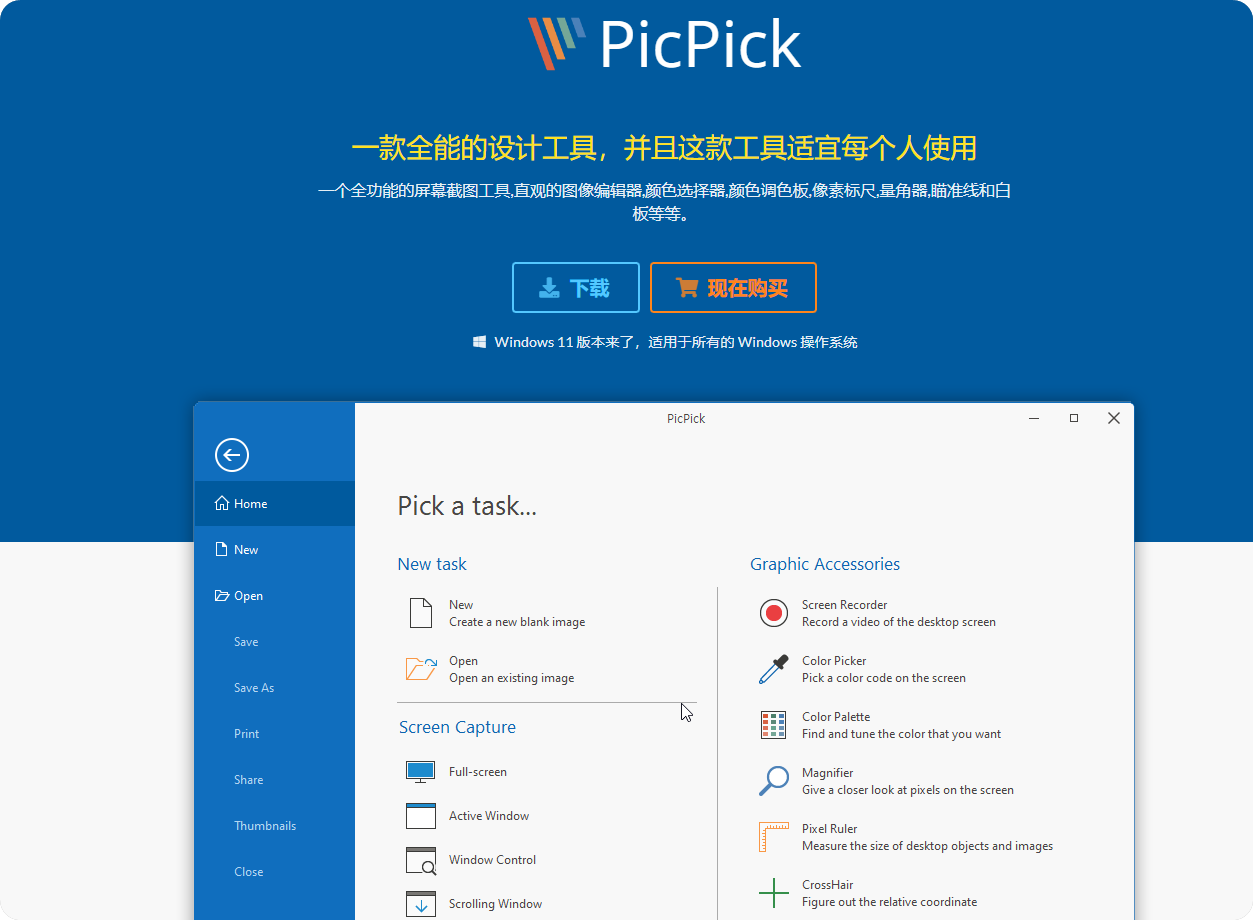 PicPick
一款全能的设计工具，并且这款工具适宜每个人使用
一个全功能的屏幕截图工具,直观的图像编辑器,颜色选择器,颜色调色板,像素标尺,量角器,瞄准线和白
板等等。
下载
现在购买
Windows 11 版本来了，适用于所有的 Windows 操作系统
PicPick
Home
New
Open
Save
Save As
Print
Share
Thumbnails
Close
Pick a task...
New task
New
Create a new blank image
Open
Open an existing image
Screen Capture
Full-screen
Active Window
Window Control
Scrolling Window
Graphic Accessories
Screen Recorder
Record a video of the desktop screen
Color Picker
Pick a color code on the screen
Color Palette
Find and tune the color that you want
Magnifier
Give a closer look at pixels on the screen
Pixel Ruler
Measure the size of desktop objects and images
CrossHair
Figure out the relative coordinate